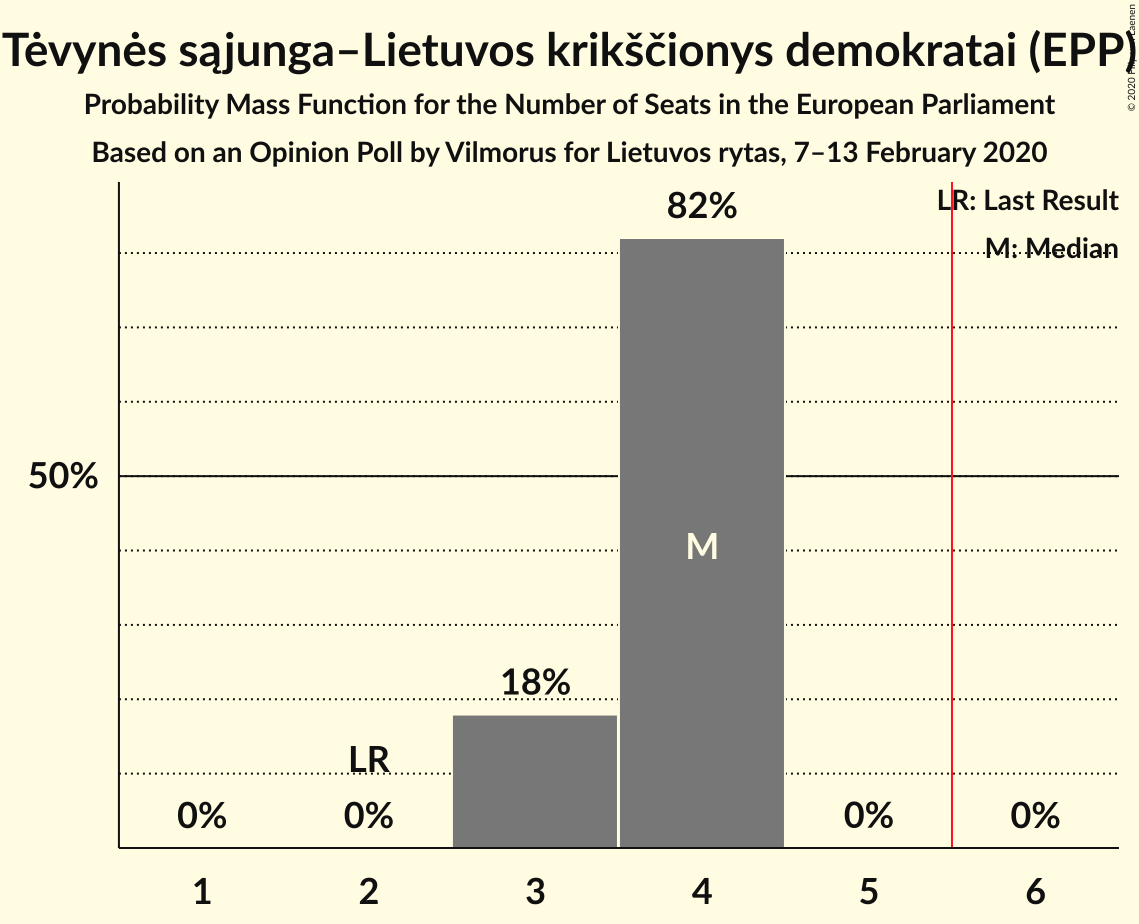 Tėvynės sąjunga–Lietuvos krikščionys demokratai (EPP)
Probability Mass Function for the Number of Seats in the European Parliament
Based on an Opinion Poll by Vilmorus for Lietuvos rytas, 7–13 February 2020
© 2020 Laenen
LR: Last Result
M: Median
82%
50%
M
18%
LR
0%
0%
0%
0%
1
2
3
4
5
6